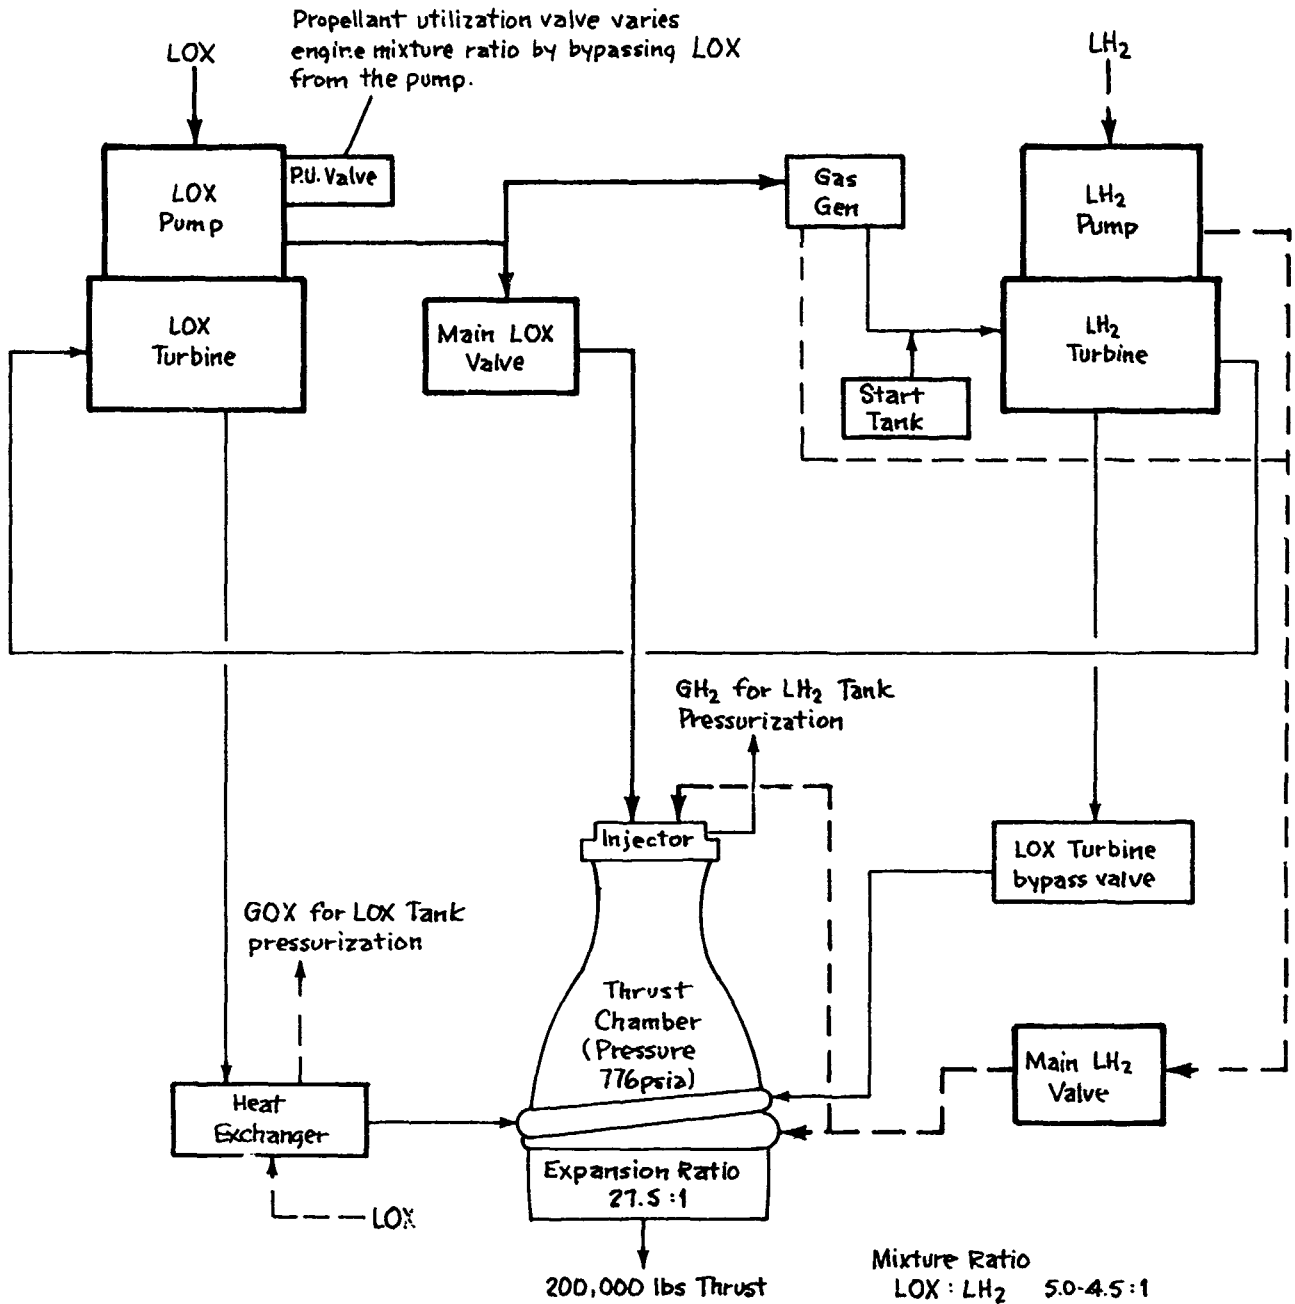 Propellant utilization valve varies
engine mixture ratio by bypassing LOX
from the pump.
LOX
LH2
LOX
Pump
P.U. Valve
Gas
Gen
LH2
Pump
LOX
Turbine
Main LOX
Valve
LH2
Turbine
Start
Tank
GH2 for LH2 Tank
Pressurization
Injector
LOX Turbine
bypass valve
GOX for LOX Tank
pressurization
Thrust
Chamber
(Pressure
776psia)
Main LH2
Valve
Heat
Exchanger
Expansion Ratio
27.5:1
LOX
200,000 lbs Thrust
Mixture Ratio
LOX : LH2 5.0-4.5:1